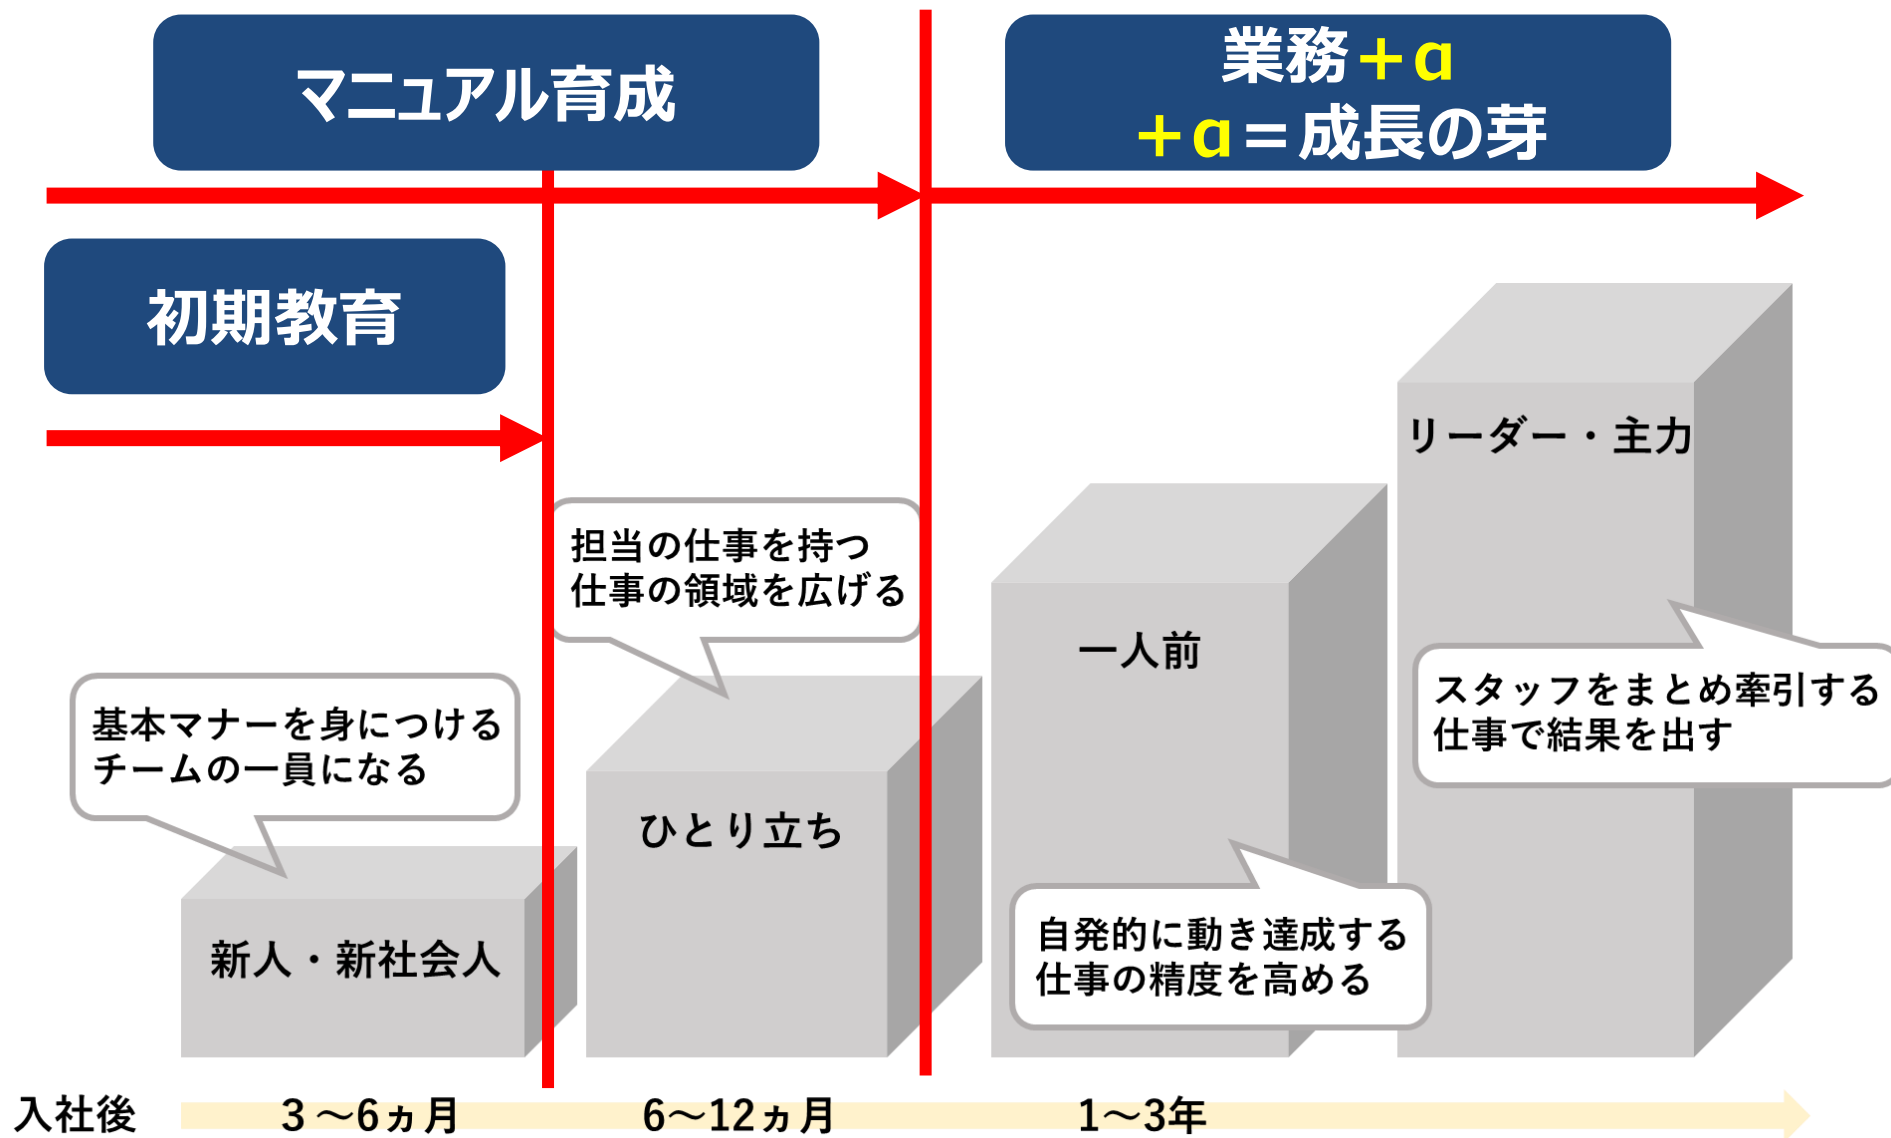 マニュアル育成
業務+α
+α=成長の芽
初期教育
リーダー・主力
担当の仕事を持つ
仕事の領域を広げる
一人前
スタッフをまとめ牽引する
仕事で結果を出す
基本マナーを身につける
チームの一員になる
ひとり立ち
自発的に動き達成する
仕事の精度を高める
新人・新社会人
入社後
3～6ヵ月
6～12ヵ月
1～3年